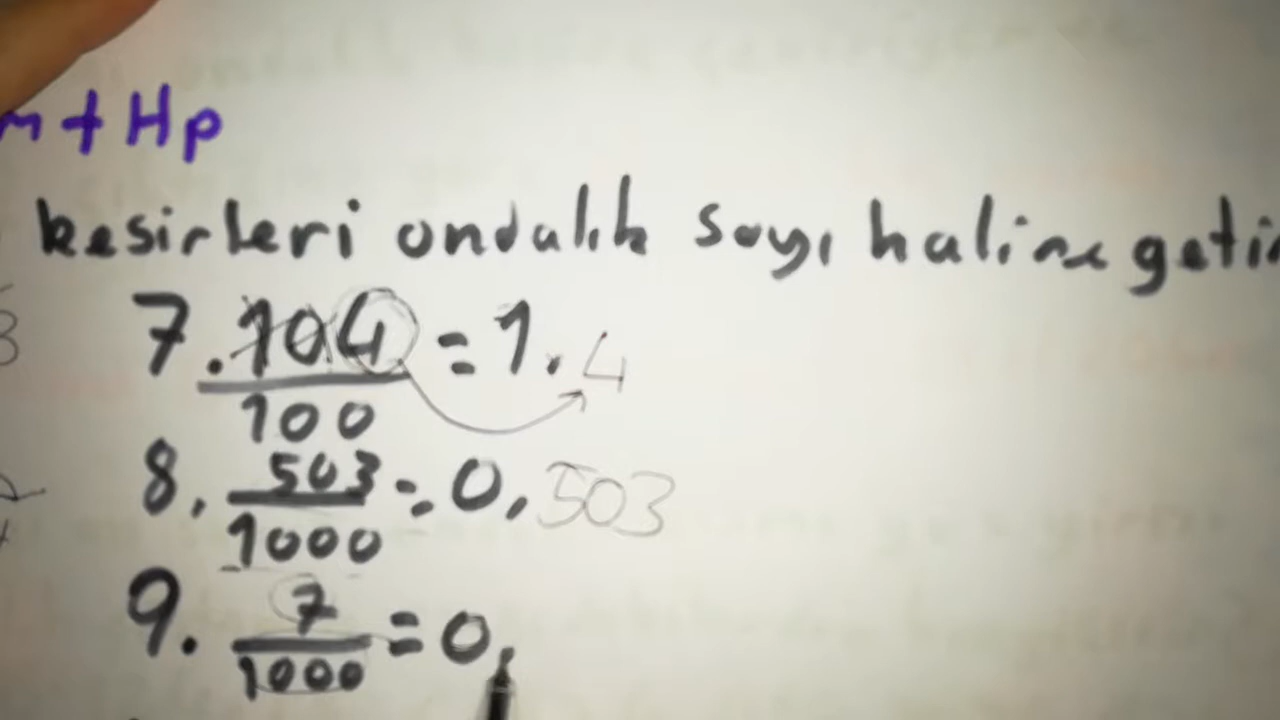 m + Hp
kesirleri ondalık sayı haline getir
7. 104 = 1. 4
100
8. 503 = 0, 503
1000
9. 7 = 0,
1000